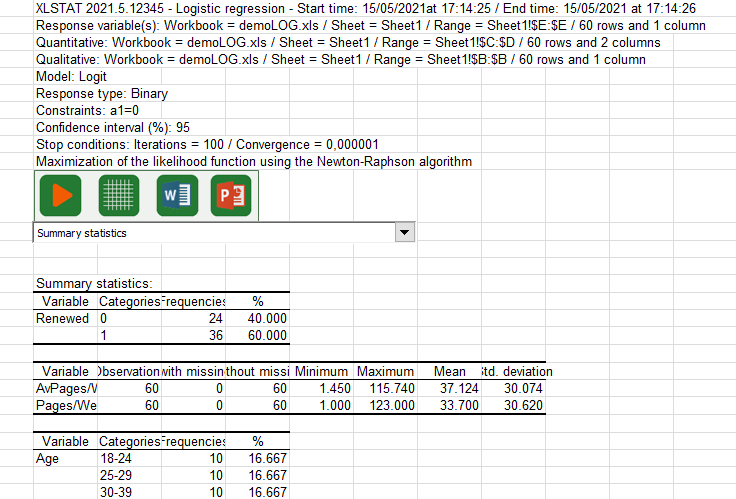 XLSTAT 2021.5.12345 - Logistic regression - Start time: 15/05/2021at 17:14:25 / End time: 15/05/2021 at 17:14:26
Response variable(s): Workbook = demoLOG.xls / Sheet = Sheet1 / Range = Sheet1!$E:$E / 60 rows and 1 column
Quantitative: Workbook = demoLOG.xls / Sheet = Sheet1 / Range = Sheet1!$C:$D / 60 rows and 2 columns
Qualitative: Workbook = demoLOG.xls / Sheet = Sheet1 / Range = Sheet1!$B:$B / 60 rows and 1 column
Model: Logit
Response type: Binary
Constraints: a1=0
Confidence interval (%): 95
Stop conditions: Iterations = 100 / Convergence = 0,000001
Maximization of the likelihood function using the Newton-Raphson algorithm
W P
Summary statistics
Summary statistics:
Variable Categories Frequencies %
Renewed 0 24 40.000
1 36 60.000
Variable Observation with missin thout missi Minimum Maximum Mean Std. deviation
AvPages/V 60 0 60 1.450 115.740 37.124 30.074
Pages/We 60 0 60 1.000 123.000 33.700 30.620
Variable Categories Frequencies %
Age 18-24 10 16.667
25-29 10 16.667
30-39 10 16.667